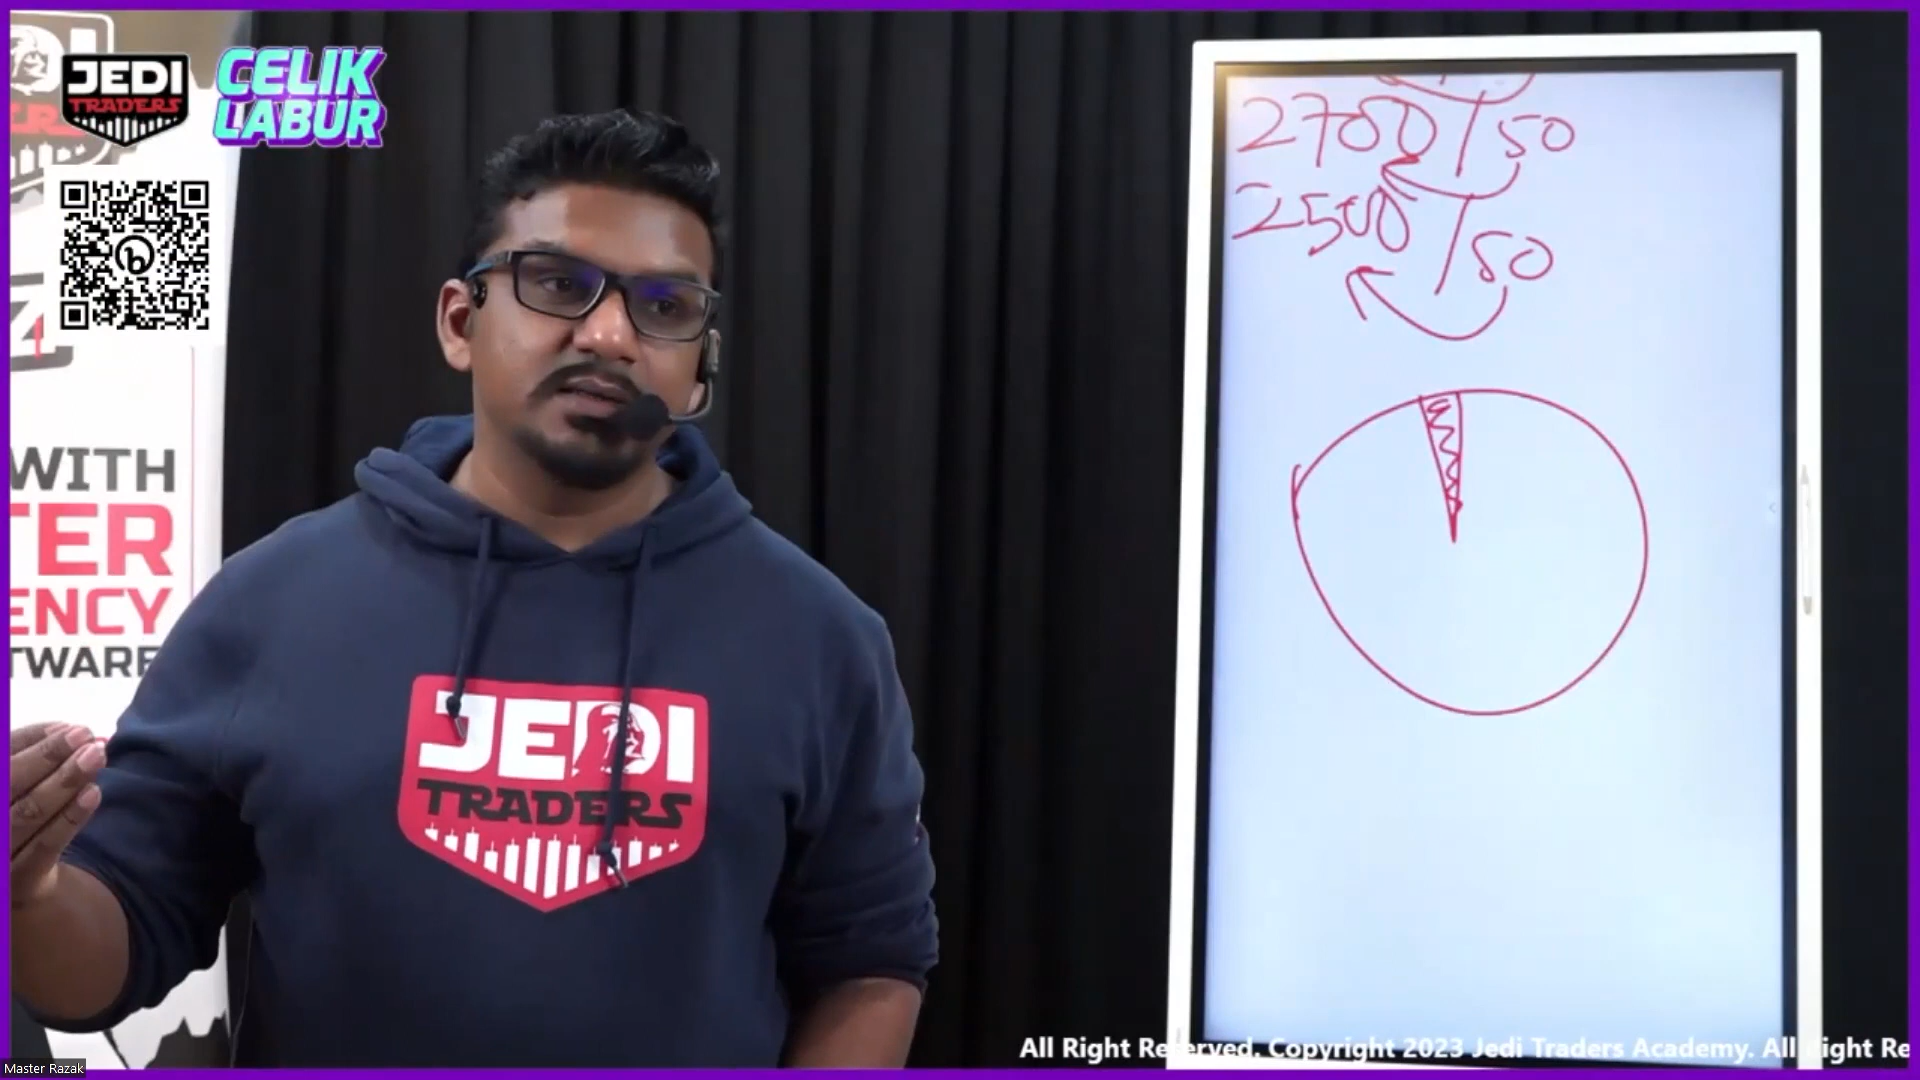 JEDI
TRADERS
CELIK
LABUR
WITH
TER
ENCY
TWARE
JEDI
TRADERS
2700/50
2500/50
All Right Reserved. Copyright 2023 Jedi Traders Academy. All Right Re
Master Razak